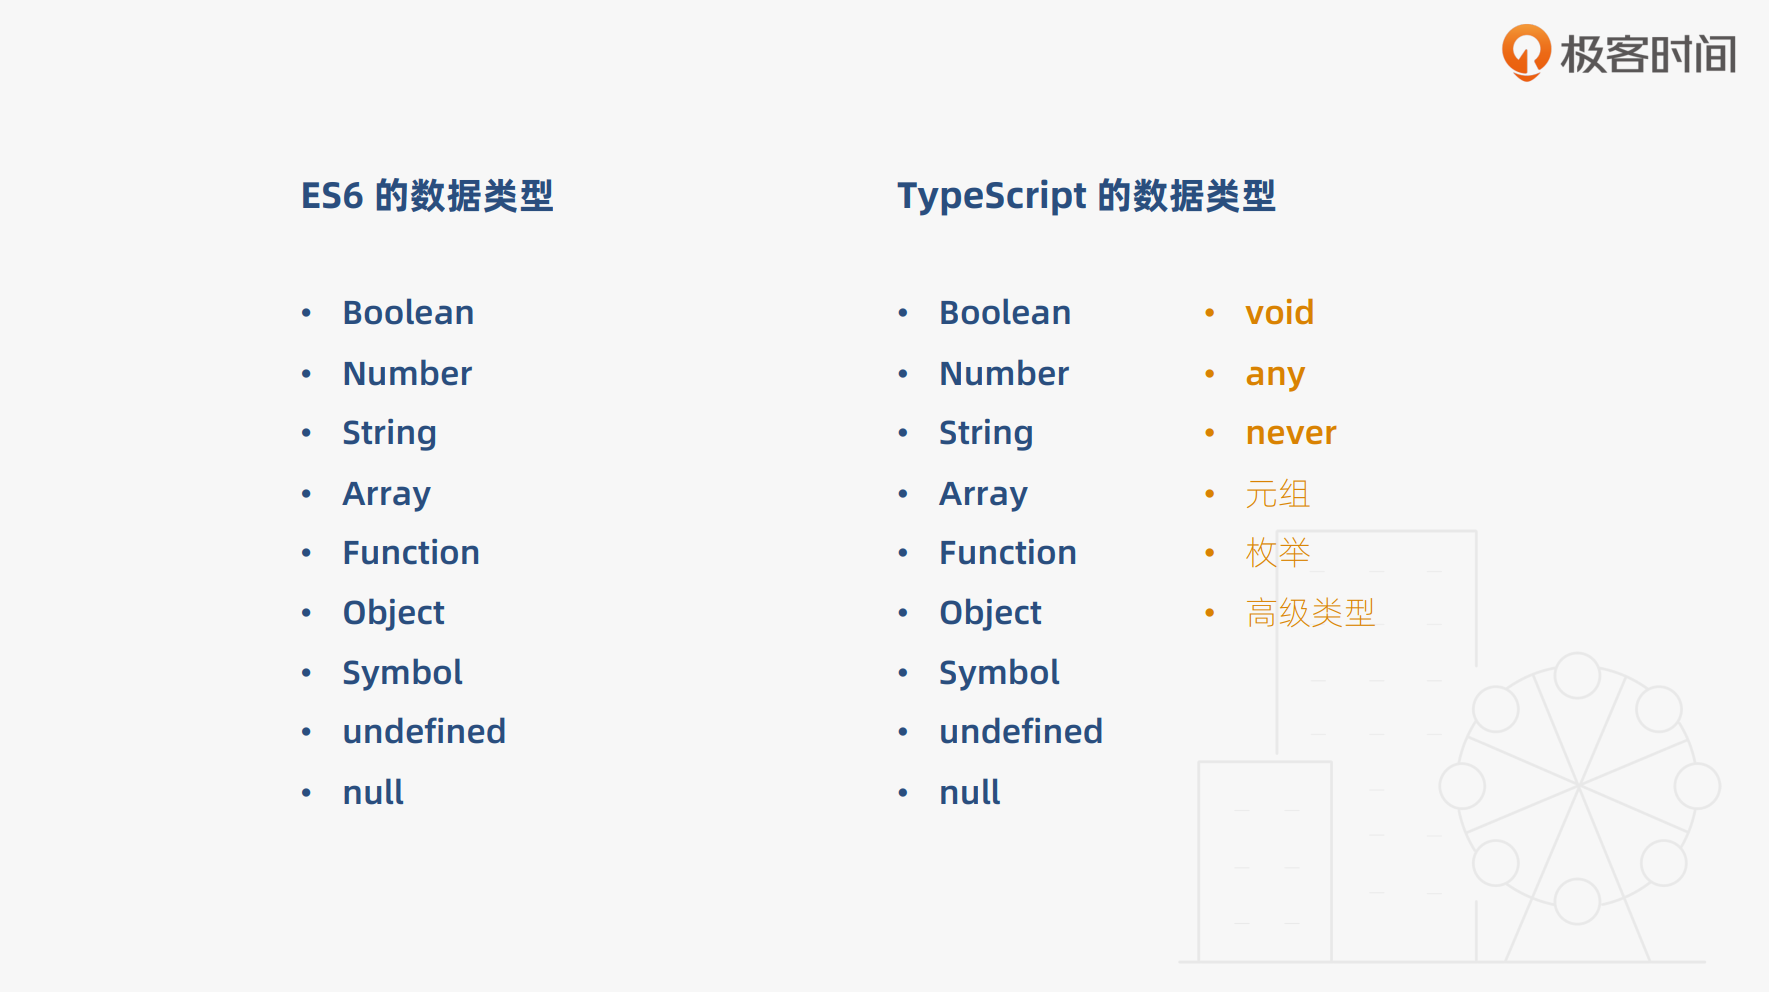 极客时间
ES6 的数据类型
• Boolean
• Number
• String
• Array
• Function
• Object
• Symbol
• undefined
• null
TypeScript 的数据类型
• Boolean
• Number
• String
• Array
• Function
• Object
• Symbol
• undefined
• null
• void
• any
• never
• 元组
• 枚举
• 高级类型